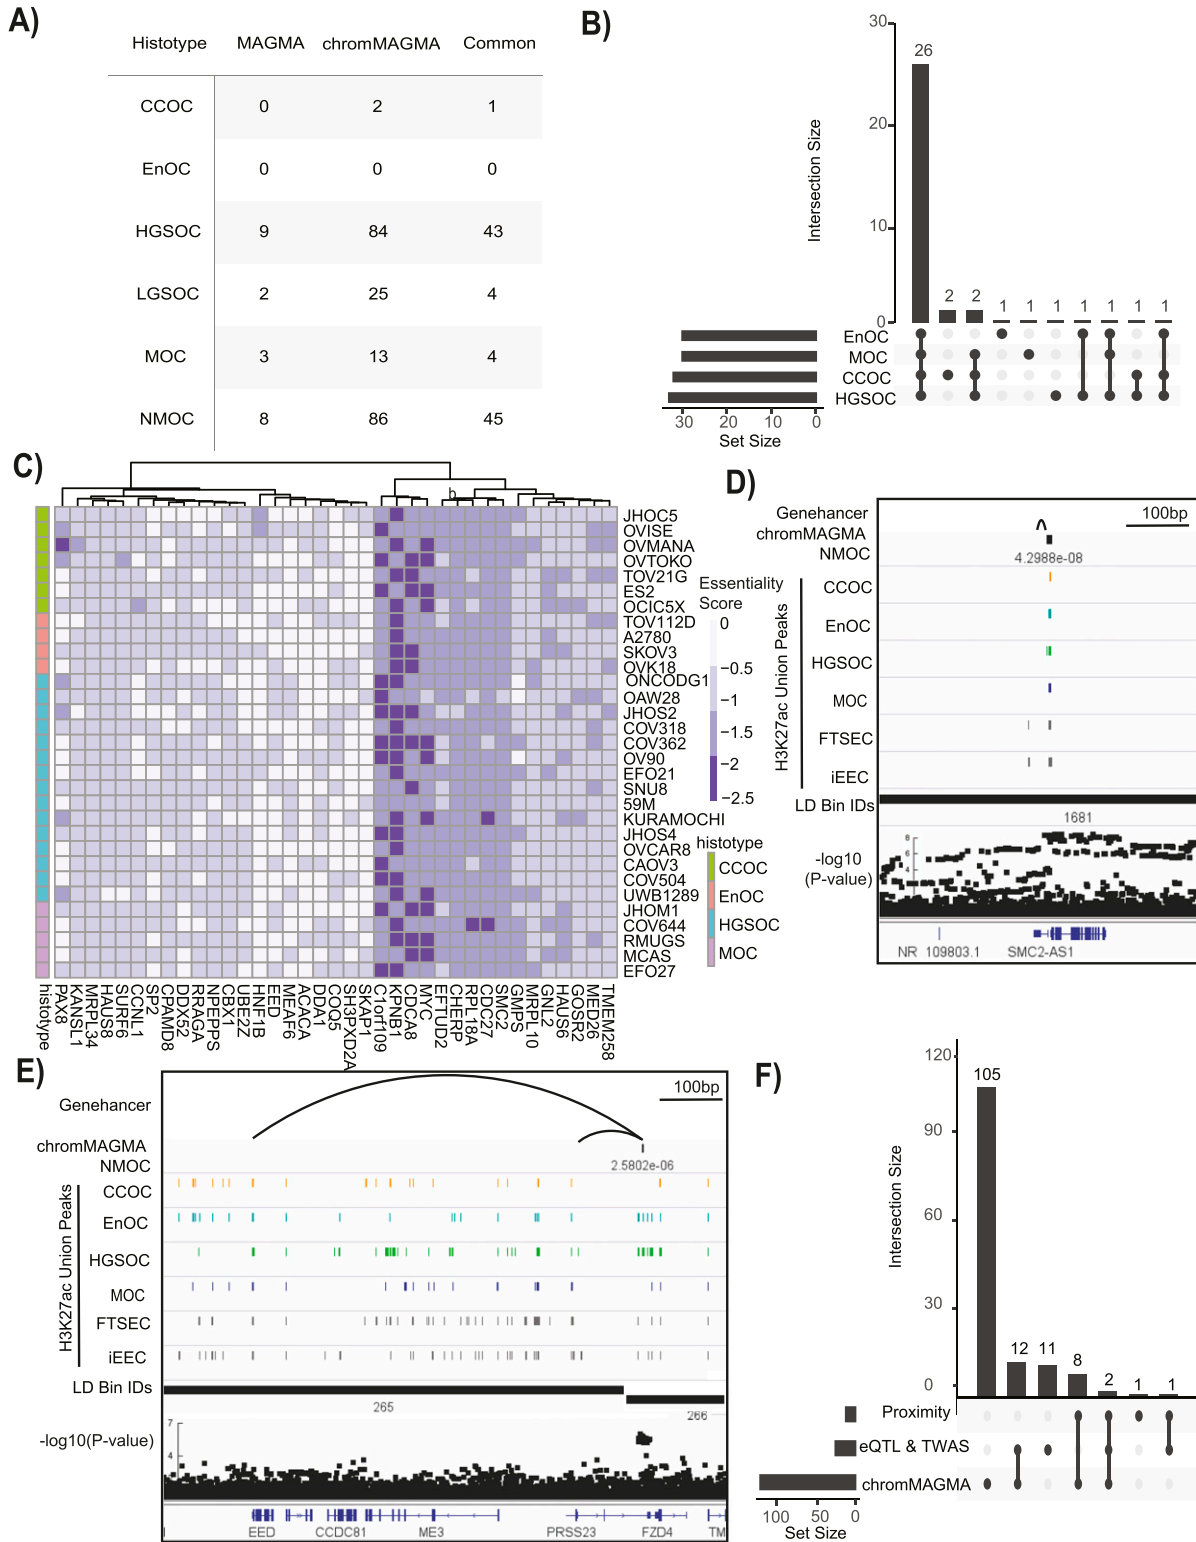 A)
Histotype MAGMA chromMAGMA Common
CCOC 0 2 1
EnOC 0 0 0
HGSOC 9 84 43
LGSOC 2 25 4
MOC 3 13 4
NMOC 8 86 45
B)
Intersection Size
30
20
10
0
26 2 2 1 1 1 1 1 1 1
EnOC
MOC
CCOC
HGSOC
30 20 10 0
Set Size
C)
b
JHOC5
OVISE
OVMANA
OVTOKO
TOV21G
ES2
OCIC5X
TOV112D
A2780
SKOV3
OVK18
ONCODG1
OAW28
JHOS2
COV318
COV362
OV90
EFO21
SNU8
59M
KURAMOCHI
JHOS4
OVCAR8
CAOV3
COV504
UWB1289
JHOM1
COV644
RMUGS
MCAS
EFO27
Essentiality
Score
0
−0.5
−1
−1.5
−2
−2.5
histotype
CCOC
EnOC
HGSOC
MOC
histotype
PAX8
KANSL1
MRPL34
HAUS8
SURF6
CCNL1
SP2
CPAMD8
DDX52
RRAGA
NPEPPS
CBX1
UBE2Z
HNF1B
EED
MEAF6
ACACA
DDA1
COQ5
SH3PXD2A
SKAP1
C1orf109
KPNB1
CDCA8
MYC
EFTUD2
CHERP
RPL18A
CDC27
SMC2
GMPS
MRPL10
GNL2
HAUS6
GOSR2
MED26
TMEM258
D)
Genehancer
100bp
chromMAGMA
NMOC
4.2988e-08
H3K27ac Union Peaks
CCOC
EnOC
HGSOC
MOC
FTSEC
iEEC
LD Bin IDs
1681
-log10
(P-value)
8
6
4
NR 109803.1 SMC2-AS1
E)
Genehancer
100bp
chromMAGMA
NMOC
2.5802e-06
H3K27ac Union Peaks
CCOC
EnOC
HGSOC
MOC
FTSEC
iEEC
LD Bin IDs
265
266
-log10(P-value)
7
4
EED CCDC81 ME3 PRSS23 FZD4 TM
F)
Intersection Size
120
90
60
30
0
105 12 11 8 2 1 1
Proximity
eQTL & TWAS
chromMAGMA
100 50 0
Set Size